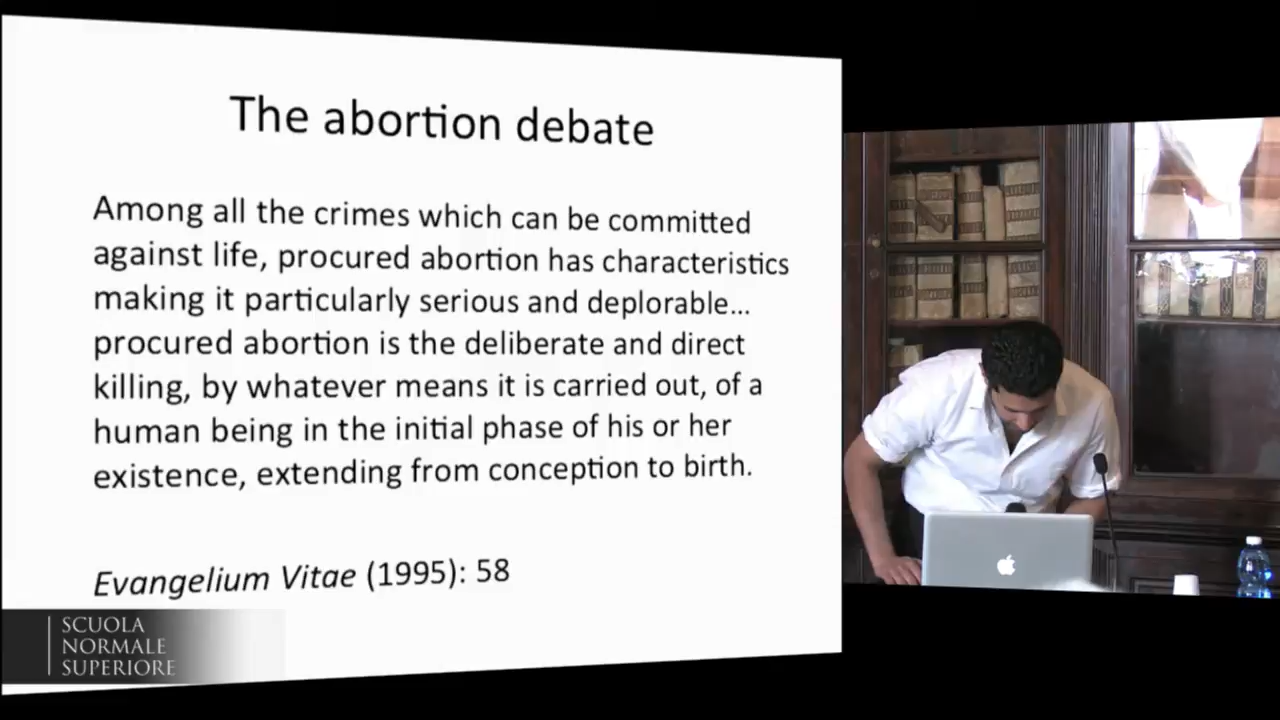 The abortion debate
Among all the crimes which can be committed
against life, procured abortion has characteristics
making it particularly serious and deplorable...
procured abortion is the deliberate and direct
killing, by whatever means it is carried out, of a
human being in the initial phase of his or her
existence, extending from conception to birth.
Evangelium Vitae (1995): 58
SCUOLA
NORMALE
SUPERIORE